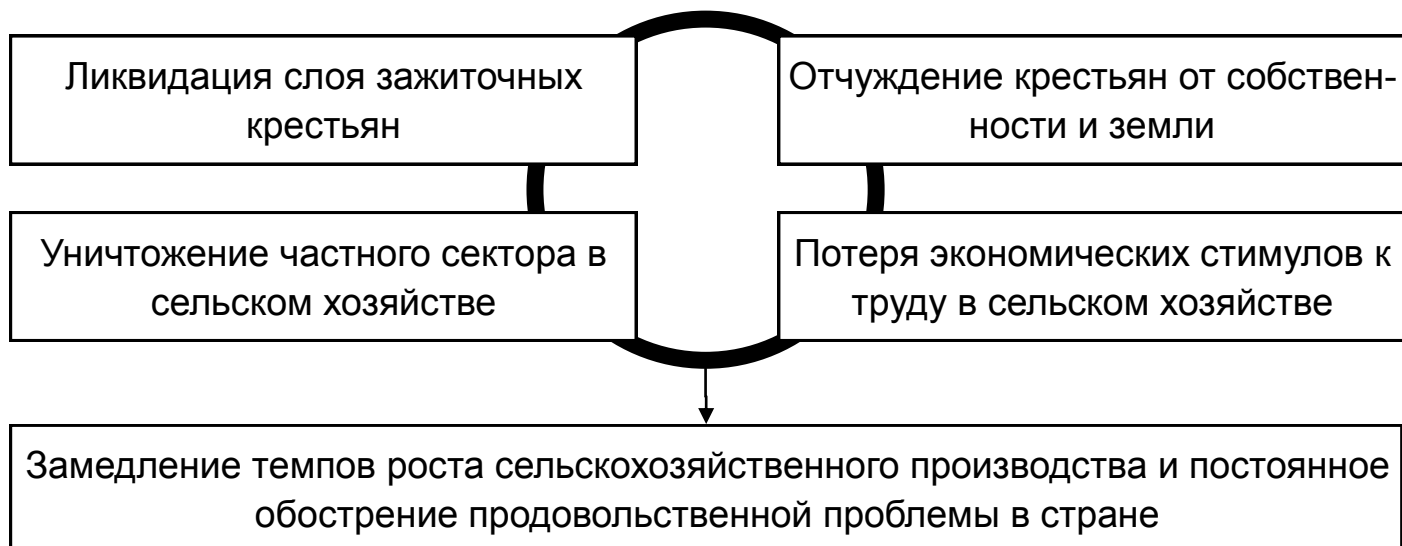 Ликвидация слоя зажиточных
крестьян
Отчуждение крестьян от собствен-
ности и земли
Уничтожение частного сектора в
сельском хозяйстве
Потеря экономических стимулов к
труду в сельском хозяйстве
Замедление темпов роста сельскохозяйственного производства и постоянное
обострение продовольственной проблемы в стране